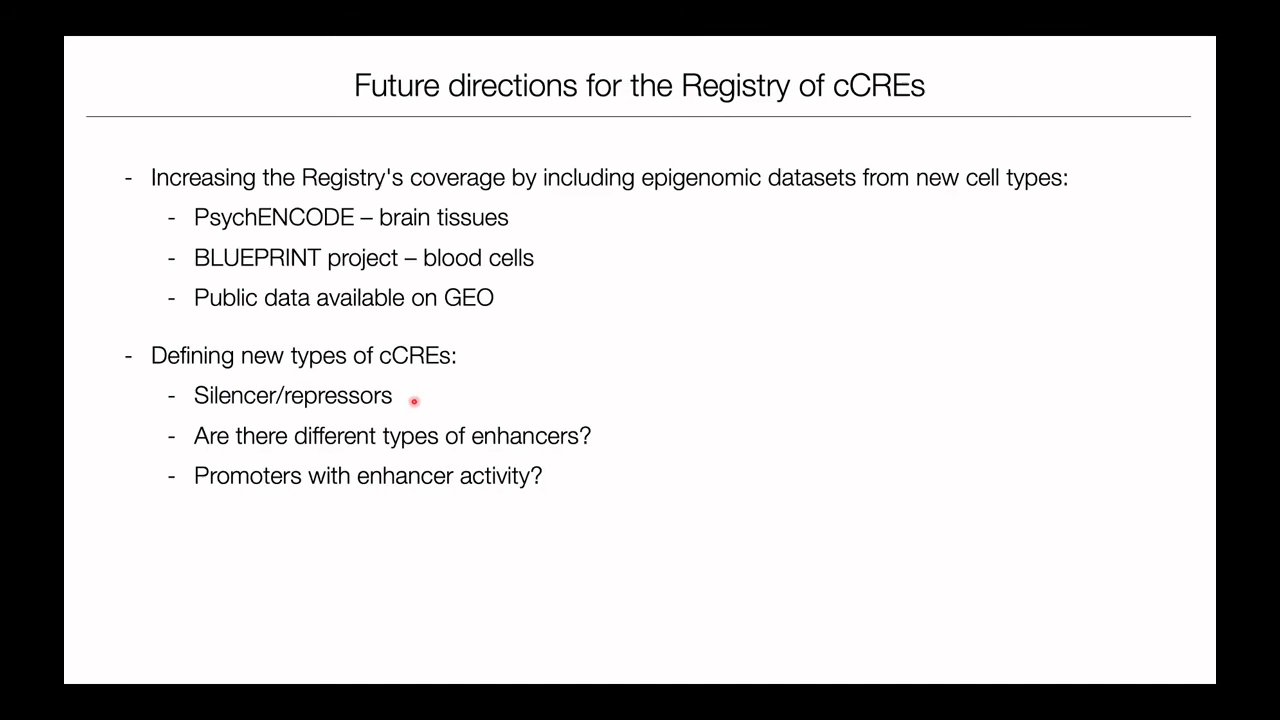 Future directions for the Registry of cCREs
- Increasing the Registry's coverage by including epigenomic datasets from new cell types:
- PsychENCODE – brain tissues
- BLUEPRINT project – blood cells
- Public data available on GEO
- Defining new types of cCREs:
- Silencer/repressors
- Are there different types of enhancers?
- Promoters with enhancer activity?